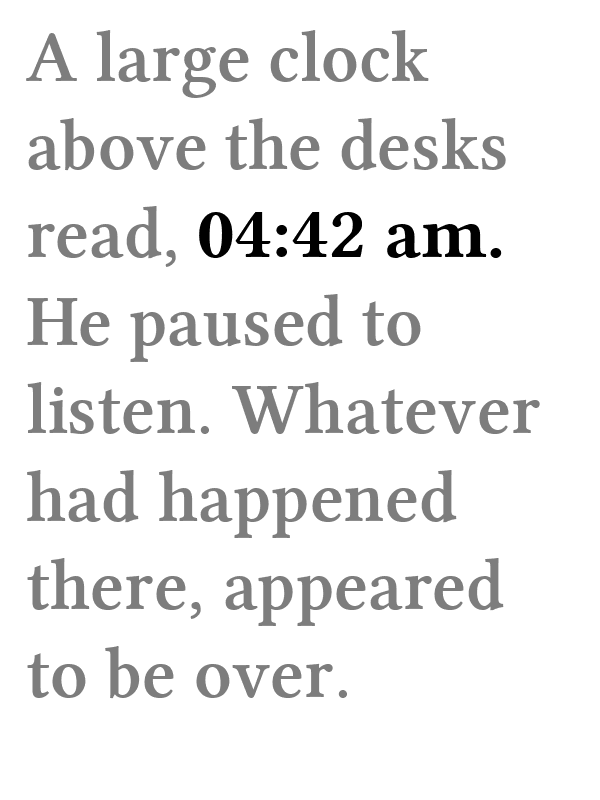 A large clock
above the desks
read, 04:42 am.
He paused to
listen. Whatever
had happened
there, appeared
to be over.